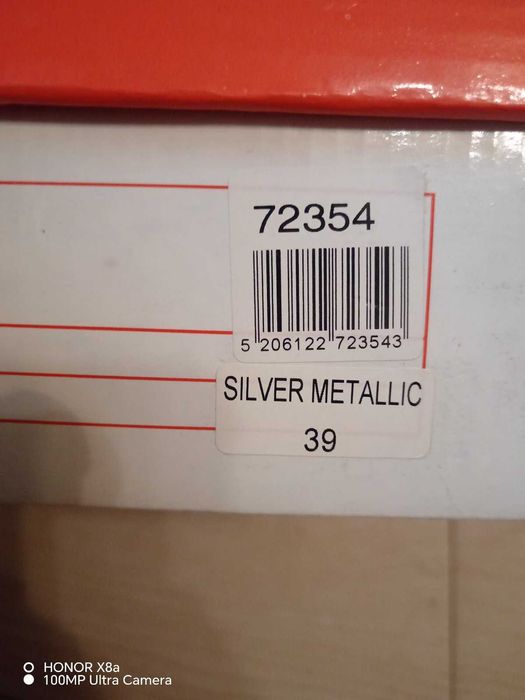 72354
5 206122 723543
SILVER METALLIC
39
HONOR X8a
100MP Ultra Camera